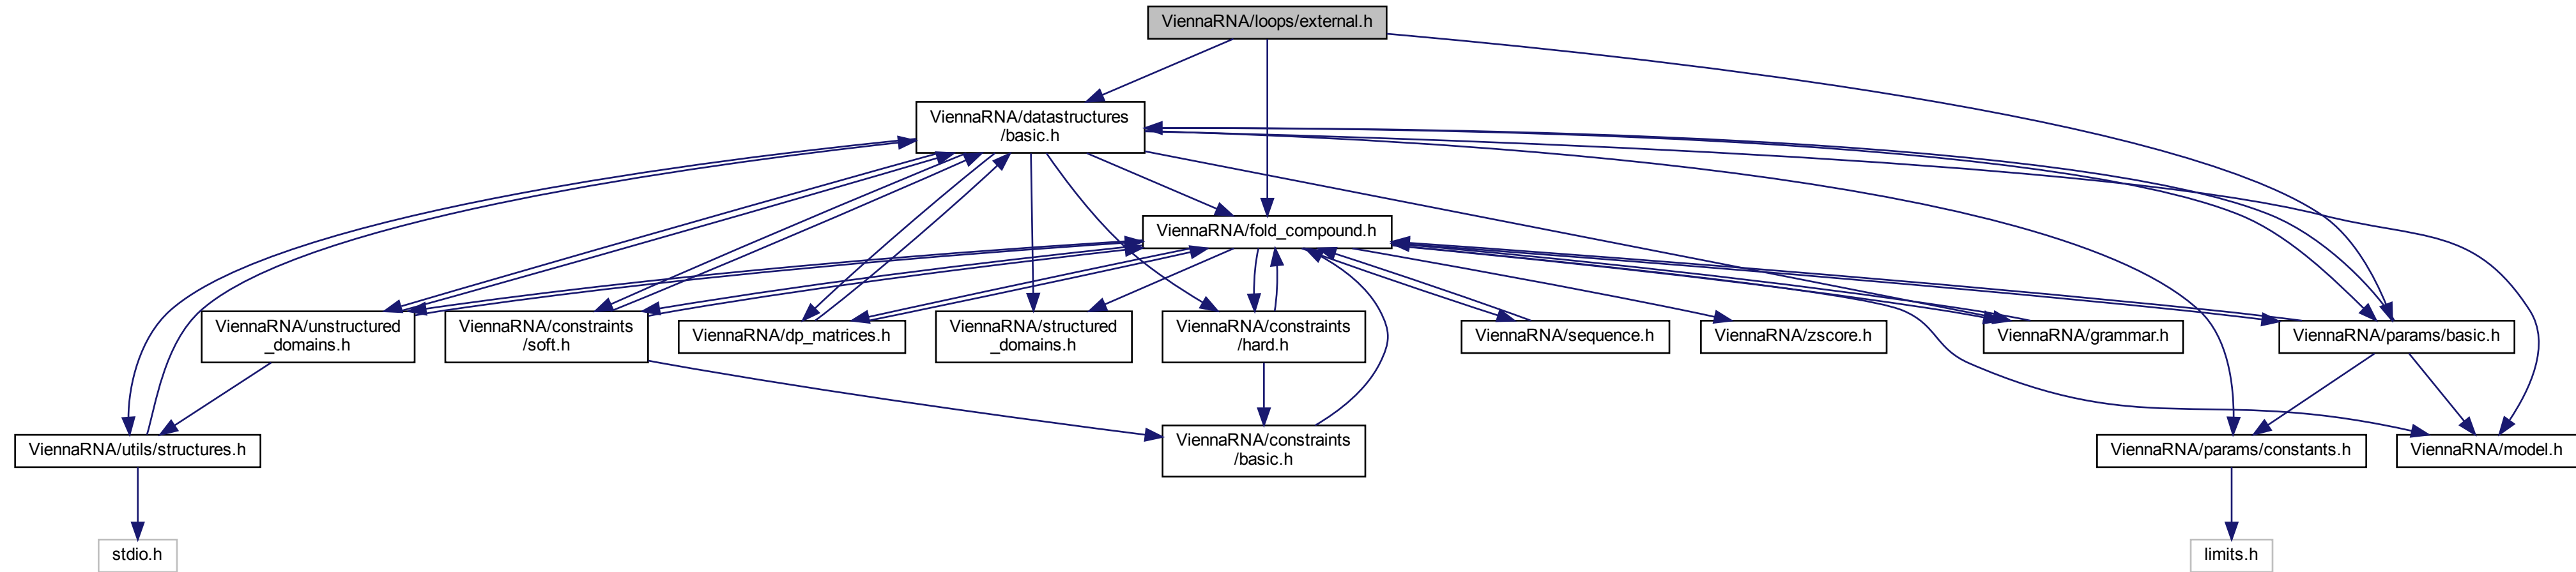 ViennaRNA/loops/external.h
ViennaRNA/datastructures
/basic.h
ViennaRNA/fold_compound.h
ViennaRNA/unstructured
_domains.h
ViennaRNA/constraints
/soft.h
ViennaRNA/dp_matrices.h
ViennaRNA/structured
_domains.h
ViennaRNA/constraints
/hard.h
ViennaRNA/sequence.h
ViennaRNA/zscore.h
ViennaRNA/grammar.h
ViennaRNA/params/basic.h
ViennaRNA/utils/structures.h
ViennaRNA/constraints
/basic.h
ViennaRNA/params/constants.h
ViennaRNA/model.h
stdio.h
limits.h